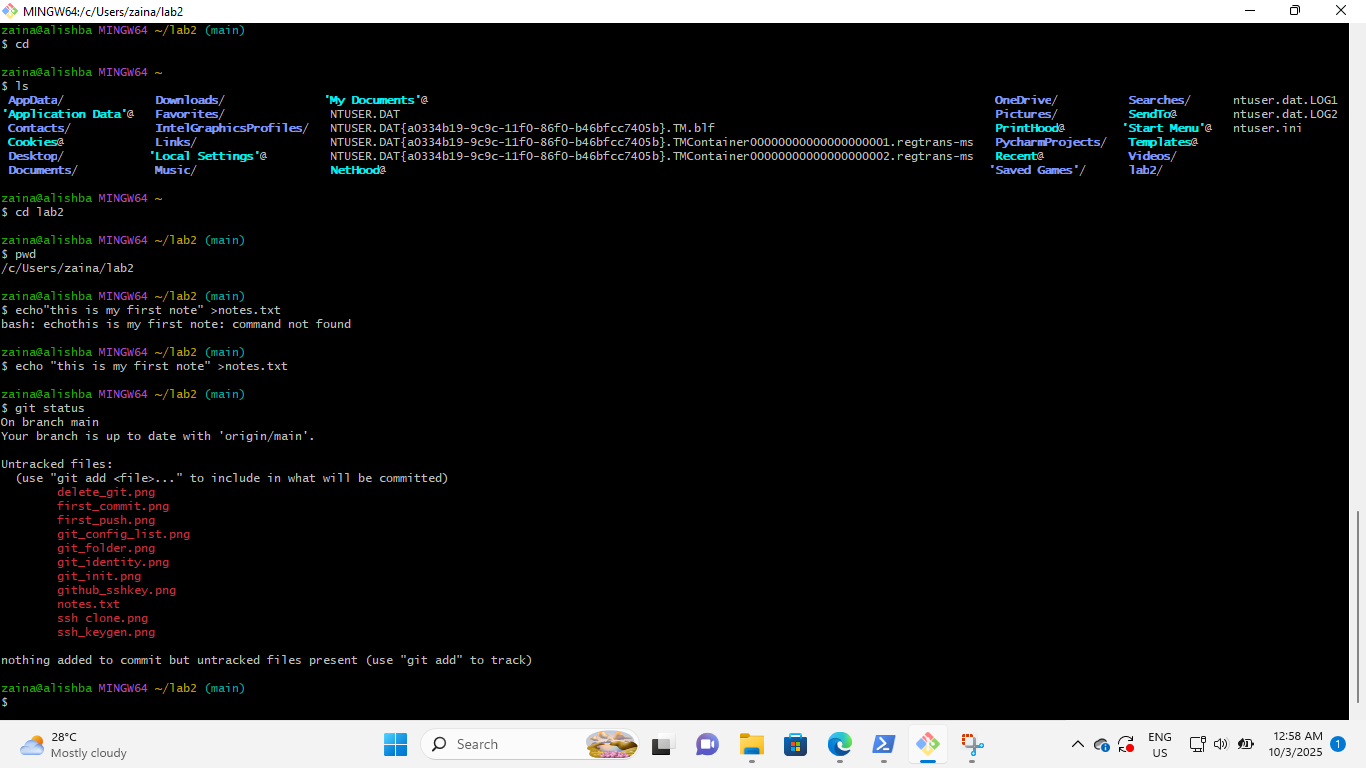 MINGW64:/c/Users/zaina/lab2
zaina@alishba MINGW64 ~/lab2 (main)
$ cd
zaina@alishba MINGW64 ~
$ ls
AppData/ Downloads/ 'My Documents'@ OneDrive/ Searches/ ntuser.dat.LOG1
'Application Data'@ Favorites/ NTUSER.DAT Pictures/ SendTo@ ntuser.dat.LOG2
Contacts/ IntelGraphicsProfiles/ NTUSER.DAT{a0334b19-9c9c-11f0-86f0-b46bfcc7405b}.TM.blf PrintHood@ 'Start Menu'@ ntuser.ini
Cookies@ Links/ NTUSER.DAT{a0334b19-9c9c-11f0-86f0-b46bfcc7405b}.TMContainer00000000000000000001.regtrans-ms PycharmProjects/ Templates@
Desktop/ 'Local Settings'@ NTUSER.DAT{a0334b19-9c9c-11f0-86f0-b46bfcc7405b}.TMContainer00000000000000000002.regtrans-ms Recent@ Videos/
Documents/ Music/ NetHood@ 'Saved Games'/ lab2/
zaina@alishba MINGW64 ~
$ cd lab2
zaina@alishba MINGW64 ~/lab2 (main)
$ pwd
/c/Users/zaina/lab2
zaina@alishba MINGW64 ~/lab2 (main)
$ echo"this is my first note" >notes.txt
bash: echothis is my first note: command not found
zaina@alishba MINGW64 ~/lab2 (main)
$ echo "this is my first note" >notes.txt
zaina@alishba MINGW64 ~/lab2 (main)
$ git status
On branch main
Your branch is up to date with 'origin/main'.
Untracked files:
(use "git add <file>..." to include in what will be committed)
delete_git.png
first_commit.png
first_push.png
git_config_list.png
git_folder.png
git_identity.png
git_init.png
github_sshkey.png
notes.txt
ssh clone.png
ssh_keygen.png
nothing added to commit but untracked files present (use "git add" to track)
zaina@alishba MINGW64 ~/lab2 (main)
$
28°C
Mostly cloudy
Search
ENG
US
12:58 AM
10/3/2025
1